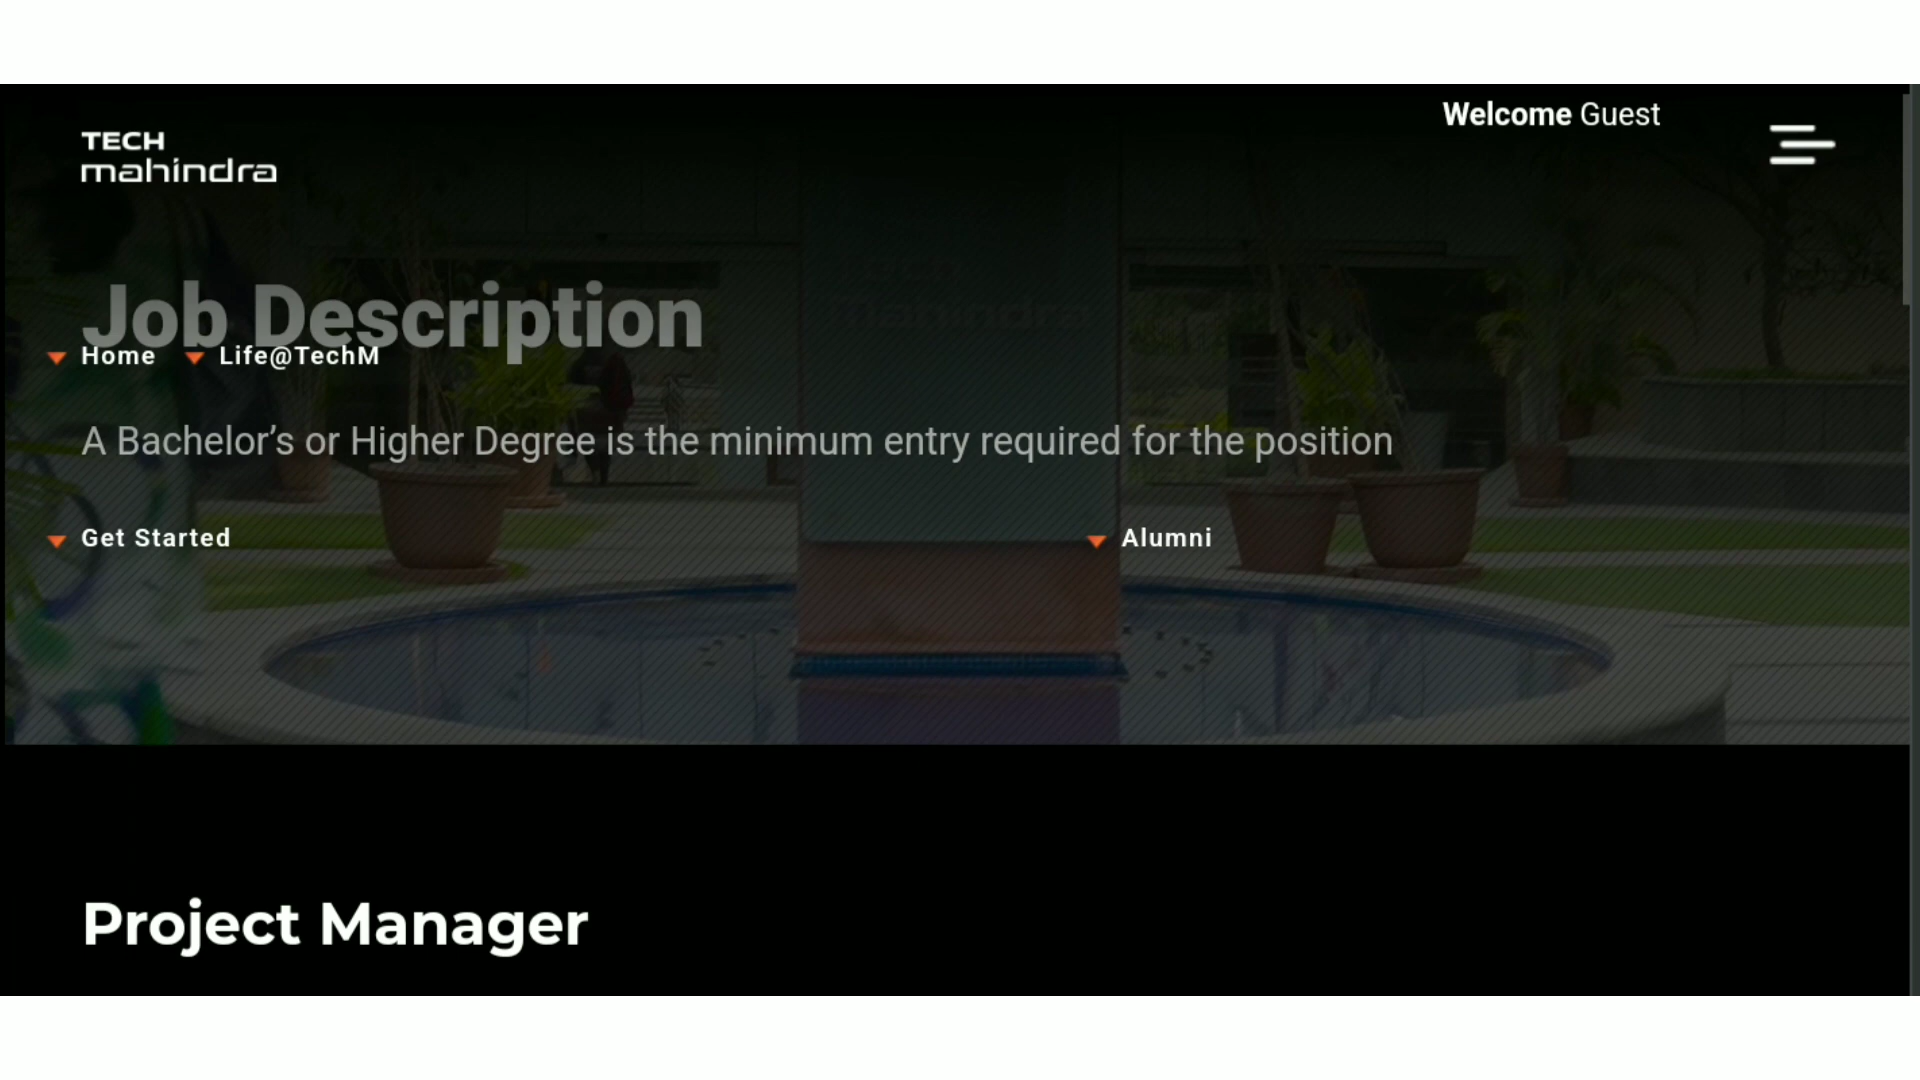 Welcome Guest
TECH
mahindra
Job Description
Home Life@TechM
A Bachelor’s or Higher Degree is the minimum entry required for the position
Get Started Alumni
Project Manager